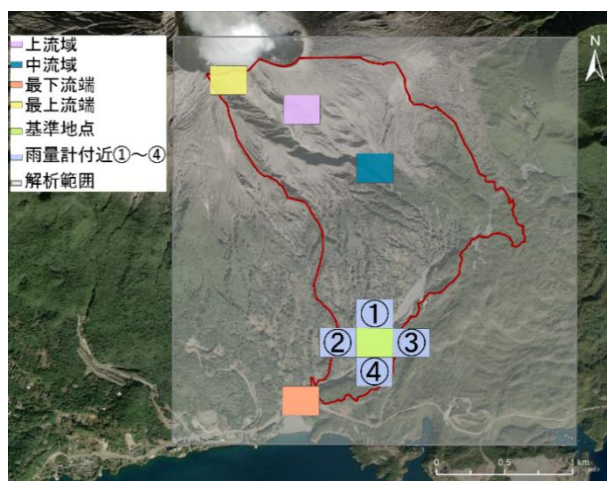 上流域
中流域
最下流端
最上流端
基準地点
雨量計付近①～④
解析範囲
N
①
② ③
④
0 0.5 1 km